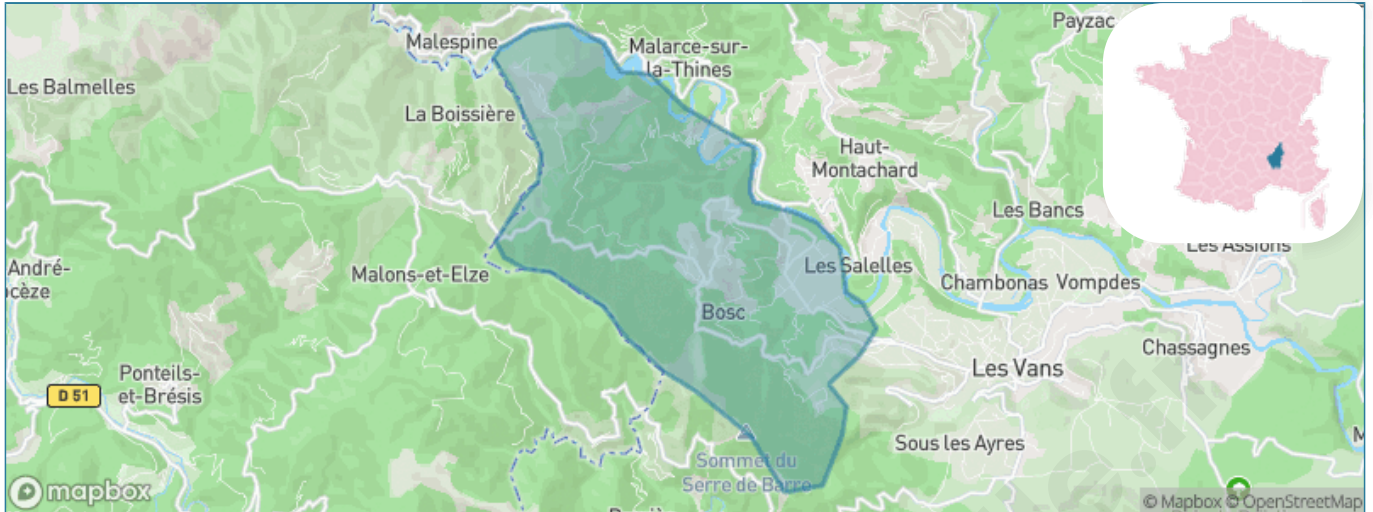 Payzac
Malespine
Malarce-sur-
la-Thines
Les Balmelles
La Boissière
Haut-
Montachard
Les Bancs
Les Assions
Les Salelles
André-
ocèze
Malons-et-Elze
Chambonas
Vompdes
Bosc
Chassagnes
Les Vans
Ponteils-
et-Brésis
D 51
Sous les Ayres
Sommet du
Serre de Barre
mapbox
© Mapbox © OpenStreetMap